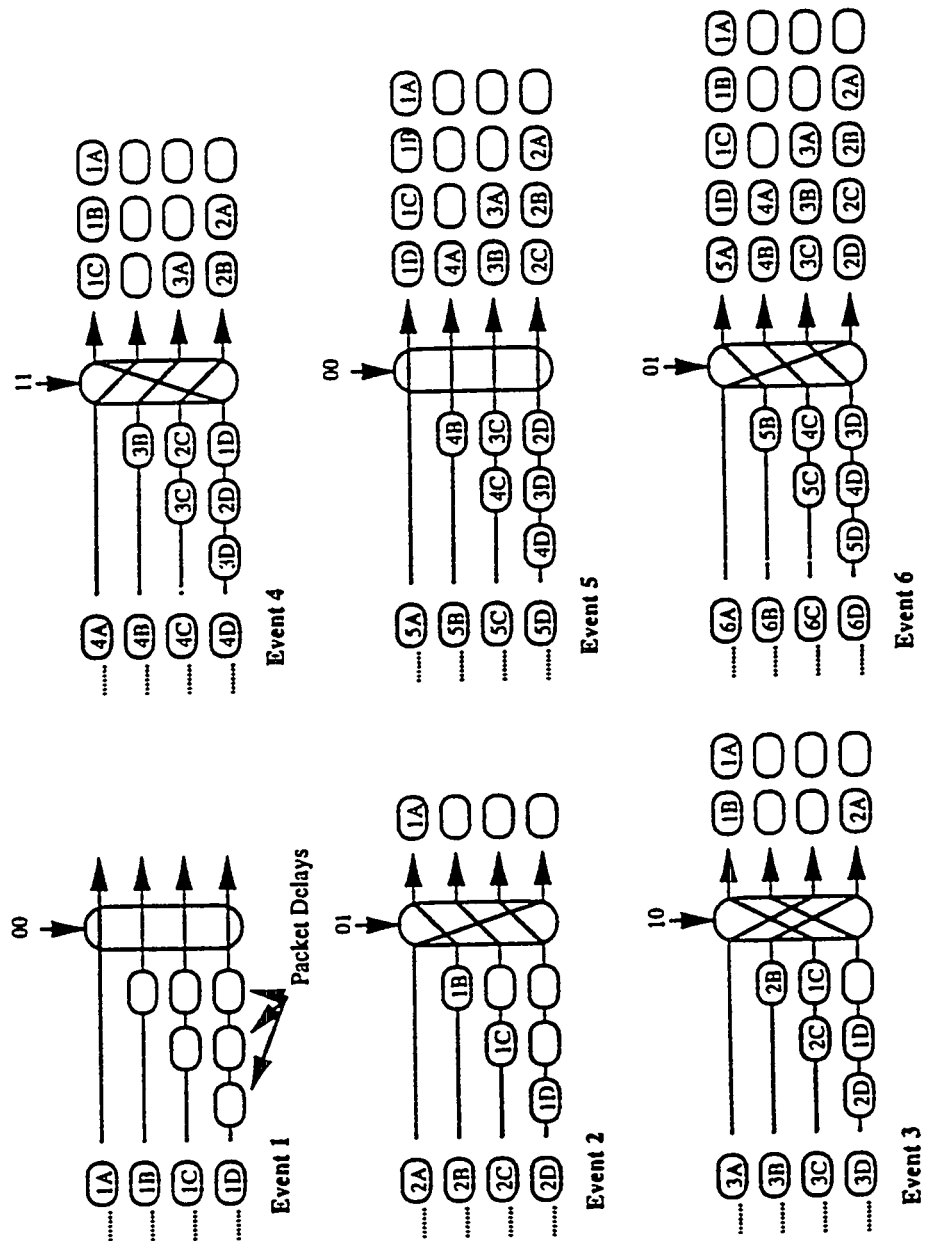 00
1A
1B
1C
1D
Packet Delays
Event 1
01
2A 1A
2B 1B
2C 1C
2D 1D
Event 2
10
3A 1B 1A
3B 2B
3C 2C 1C
3D 2D 1D 2A
Event 3
11
4A 1C 1B 1A
4B 3B
4C 3C 2C 3A
4D 3D 2D 1D 2B 2A
Event 4
00
5A 1D 1C 1B 1A
5B 4B 4A
5C 4C 3C 3B 3A
5D 4D 3D 2D 2C 2B 2A
Event 5
01
6A 5A 1D 1C 1B 1A
6B 5B 4B 4A
6C 5C 4C 3C 3B 3A
6D 5D 4D 3D 2D 2C 2B 2A
Event 6